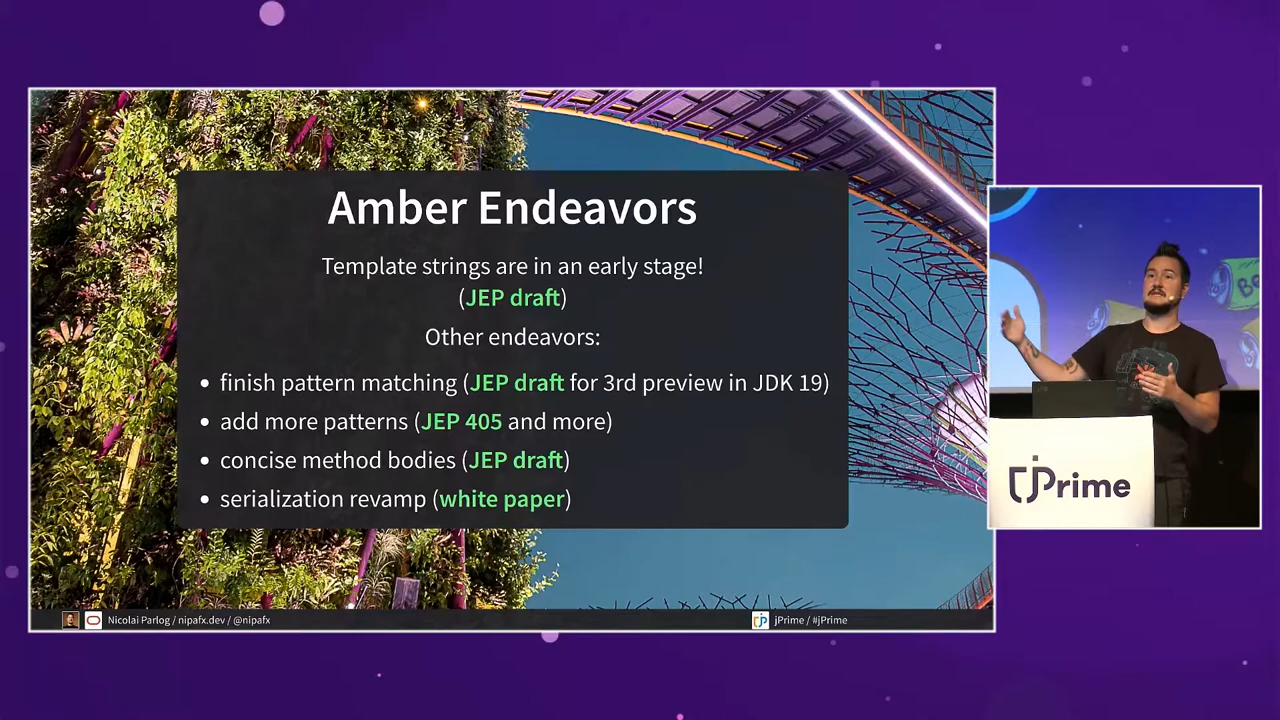 Amber Endeavors
Template strings are in an early stage!
(JEP draft)
Other endeavors:
• finish pattern matching (JEP draft for 3rd preview in JDK 19)
• add more patterns (JEP 405 and more)
• concise method bodies (JEP draft)
• serialization revamp (white paper)
Nicolai Parlog / nipafx.dev / @nipafx
jPrime / #jPrime
jPrime